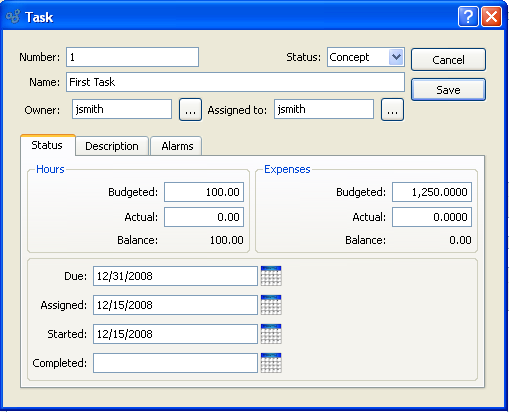 Task
Number: 1 Status: Concept Cancel
Name: First Task Save
Owner: jsmith ... Assigned to: jsmith ...
Status Description Alarms
Hours Expenses
Budgeted: 100.00 Budgeted: 1,250.0000
Actual: 0.00 Actual: 0.0000
Balance: 100.00 Balance: 0.00
Due: 12/31/2008
Assigned: 12/15/2008
Started: 12/15/2008
Completed: